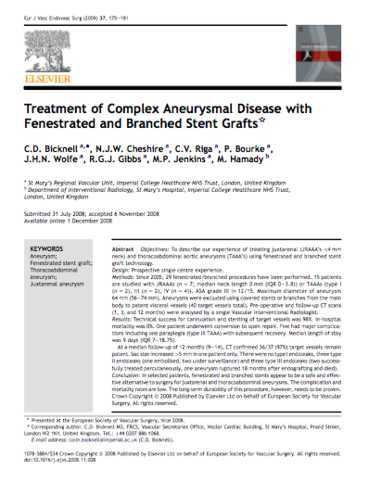 Eur J Vasc Endovasc Surg (2009) 37, 175–181
ELSEVIER
Treatment of Complex Aneurysmal Disease with
Fenestrated and Branched Stent Grafts☆
C.D. Bicknell a,*, N.J.W. Cheshire a, C.V. Riga a, P. Bourke a,
J.H.N. Wolfe a, R.G.J. Gibbs a, M.P. Jenkins a, M. Hamady b
a St Mary's Regional Vascular Unit, Imperial College Healthcare NHS Trust, London, United Kingdom
b Department of Interventional Radiology, St Mary's Hospital, Imperial College Healthcare NHS Trust,
London, United Kingdom
Submitted 31 July 2008; accepted 6 November 2008
Available online 1 December 2008
KEYWORDS
Aneurysm;
Fenestrated stent graft;
Thoracoabdominal
aneurysm;
Juxtarenal aneurysm
Abstract Objectives: To describe our experience of treating juxtarenal (JRAAA's <4 mm
neck) and thoracoabdominal aortic aneurysms (TAAA's) using fenestrated and branched stent
graft technology.
Design: Prospective single centre experience.
Methods: Since 2005, 29 fenestrated/branched procedures have been performed. 15 patients
are studied with JRAAAs (n = 7; median neck length 0 mm (IQR 0–3.8)) or TAAAs (type I
(n = 2), III (n = 2), IV (n = 4)), ASA grade III in 12/15. Maximum diameter of aneurysm
64 mm (56–74 mm). Aneurysms were excluded using covered stents or branches from the main
body to patent visceral vessels (40 target vessels total). Pre-operative and follow-up CT scans
(1, 3, and 12 months) were analysed by a single Vascular Interventional Radiologist.
Results: Technical success for cannulation and stenting of target vessels was 98%. In-hospital
mortality was 0%. One patient underwent conversion to open repair. Five had major complica-
tions including one paraplegia (type III TAAA) with subsequent recovery. Median length of stay
was 9 days (IQR 7–18.75).
At a median follow-up of 12 months (9–14), CT confirmed 36/37 (97%) target vessels remain
patent. Sac size increased >5 mm in one patient only. There were no type I endoleaks, three type
II endoleaks (one embolised, two under surveillance) and three type III endoleaks (two success-
fully treated percutaneously, one aneurysm ruptured 18 months after endografting and died).
Conclusion: In selected patients, fenestrated and branched stents appear to be a safe and effec-
tive alternative to surgery for juxtarenal and thoracoabdominal aneurysms. The complication and
mortality rates are low. The long-term durability of this procedure, however, needs to be proven.
Crown Copyright © 2008 Published by Elsevier Ltd on behalf of European Society for Vascular
Surgery. All rights reserved.
☆ Presented at the European Society of Vascular Surgery, Nice 2008.
* Corresponding author. C.D. Bicknell MD, FRCS, Vascular Secretaries Office, Waller Cardiac Building, St Mary's Hospital, Praed Street,
London W2 1NY, United Kingdom. Tel.:
E-mail address: colin.bicknell@imperial.ac.uk (C.D. Bicknell).
1078-5884/$34 Crown Copyright © 2008 Published by Elsevier Ltd on behalf of European Society for Vascular Surgery. All rights reserved.
doi:10.1016/j.ejvs.2008.11.008